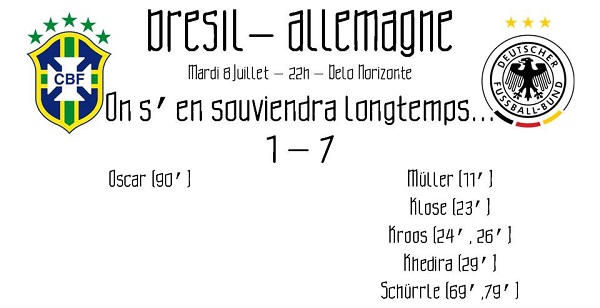 Bresil – Allemagne
Mardi 8 Juillet – 22h – Belo Horizonte
On s' en souviendra longtemps...
1 – 7
Oscar (90')
Müller (11')
Klose (23')
Kroos (24' , 26')
Khedira (29')
Schürrle (69' ,79')
CBF
DEUTSCHER
FUSSBALL-BUND